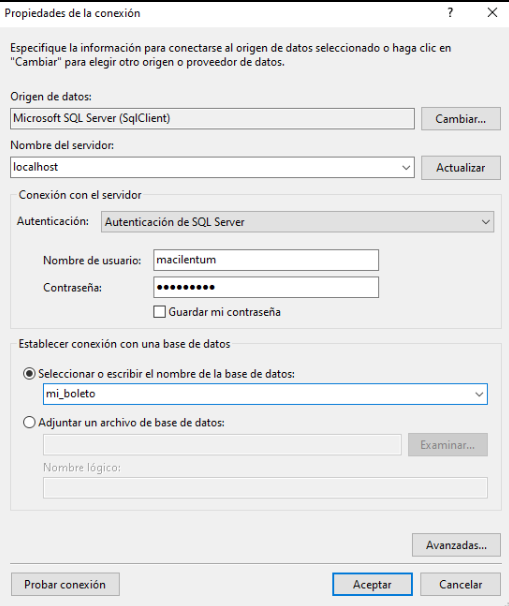 Propiedades de la conexión
?
Especifique la información para conectarse al origen de datos seleccionado o haga clic en
"Cambiar" para elegir otro origen o proveedor de datos.
Origen de datos:
Microsoft SQL Server (SqlClient)
Cambiar...
Nombre del servidor:
localhost
Actualizar
Conexión con el servidor
Autenticación:
Autenticación de SQL Server
Nombre de usuario:
macilentum
Contraseña:
●●●●●●●●●
Guardar mi contraseña
Establecer conexión con una base de datos
Seleccionar o escribir el nombre de la base de datos:
mi_boleto
Adjuntar un archivo de base de datos:
Examinar...
Nombre lógico:
Avanzadas...
Probar conexión
Aceptar
Cancelar